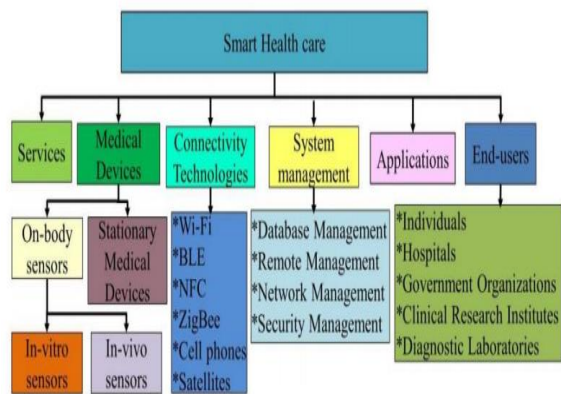 Smart Health care
Services
Medical
Devices
Connectivity
Technologies
System
management
Applications
End-users
On-body
sensors
Stationary
Medical
Devices
*Wi-Fi
*BLE
*NFC
*ZigBee
*Cell phones
*Satellites
*Database Management
*Remote Management
*Network Management
*Security Management
*Individuals
*Hospitals
*Government Organizations
*Clinical Research Institutes
*Diagnostic Laboratories
In-vitro
sensors
In-vivo
sensors